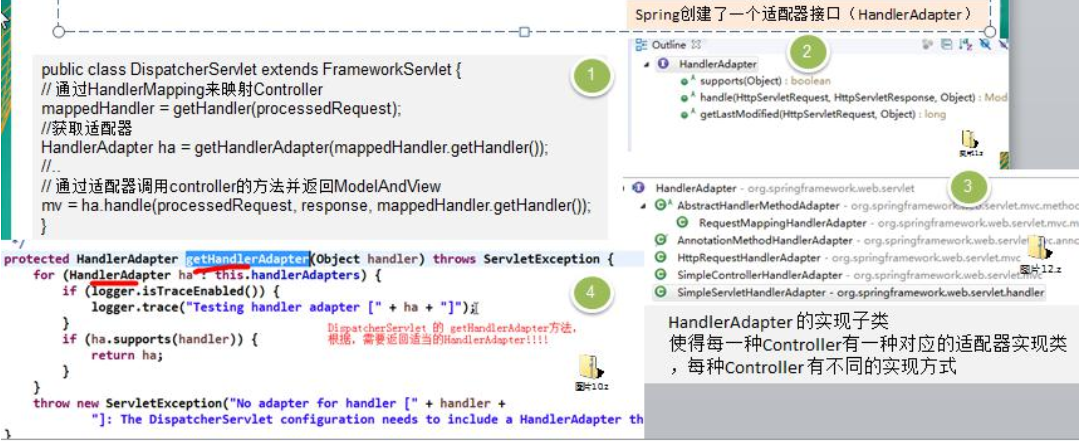 Spring创建了一个适配器接口（HandlerAdapter）
public class DispatcherServlet extends FrameworkServlet {
// 通过HandlerMapping来映射Controller
mappedHandler = getHandler(processedRequest);
//获取适配器
HandlerAdapter ha = getHandlerAdapter(mappedHandler.getHandler());
//..
// 通过适配器调用controller的方法并返回ModelAndView
mv = ha.handle(processedRequest, response, mappedHandler.getHandler());
}
1
Outline
2
HandlerAdapter
supports(Object) : boolean
handle(HttpServletRequest, HttpServletResponse, Object) : Mod
getLastModified(HttpServletRequest, Object) : long
3
HandlerAdapter - org.springframework.web.servlet
AbstractHandlerMethodAdapter - org.springframework.web.servlet.mvc.method
RequestMappingHandlerAdapter - org.springframework.web.servlet.mvc.m
AnnotationMethodHandlerAdapter - org.springframework.web.servlet.mvc.anno
HttpRequestHandlerAdapter - org.springframework.web.servlet.mvc
SimpleControllerHandlerAdapter - org.springframework.web.servlet.mvc
SimpleServletHandlerAdapter - org.springframework.web.servlet.handler
图片12.z
HandlerAdapter 的实现子类
使得每一种Controller有一种对应的适配器实现类
，每种Controller有不同的实现方式
*/
protected HandlerAdapter getHandlerAdapter(Object handler) throws ServletException {
for (HandlerAdapter ha : this.handlerAdapters) {
if (logger.isTraceEnabled()) {
logger.trace("Testing handler adapter [" + ha + "]");
}
if (ha.supports(handler)) {
return ha;
}
}
throw new ServletException("No adapter for handler [" + handler +
"]: The DispatcherServlet configuration needs to include a HandlerAdapter th
}
4
DispatcherServlet 的 getHandlerAdapter方法，
根据，需要返回适当的HandlerAdapter!!!!
图片10z